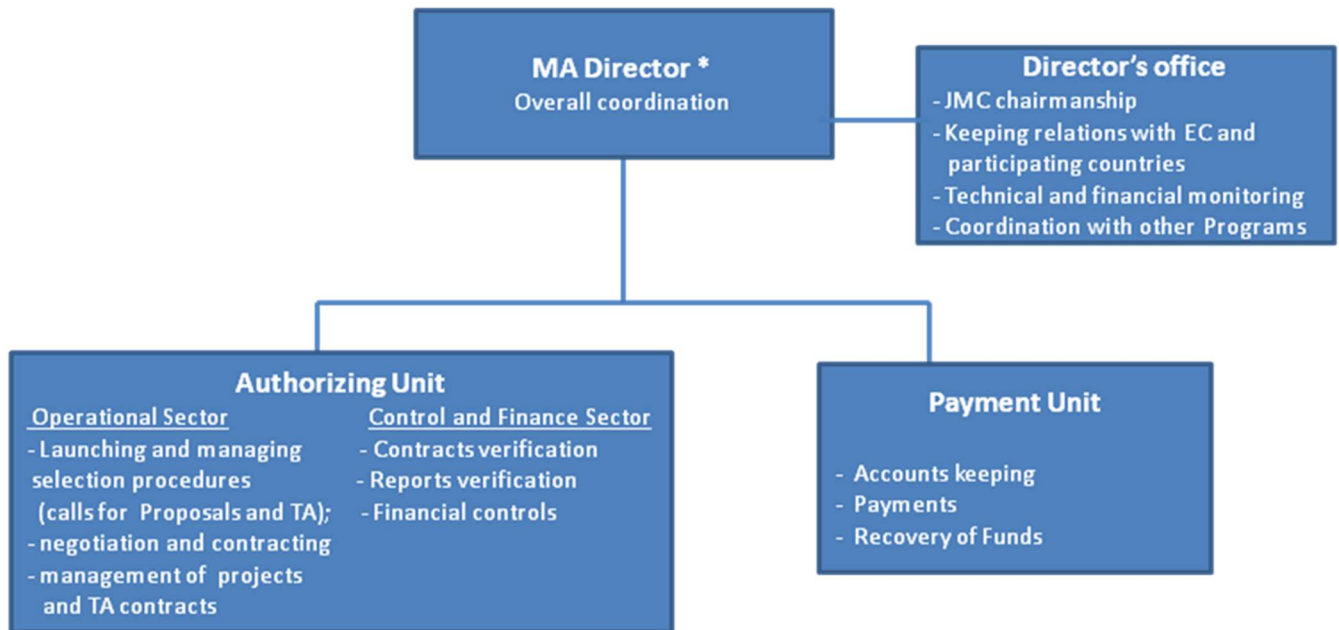 MA Director *
Overall coordination
Director's office
- JMC chairmanship
- Keeping relations with EC and
participating countries
- Technical and financial monitoring
- Coordination with other Programs
Authorizing Unit
Operational Sector
- Launching and managing
selection procedures
(calls for Proposals and TA);
- negotiation and contracting
- management of projects
and TA contracts
Control and Finance Sector
- Contracts verification
- Reports verification
- Financial controls
Payment Unit
- Accounts keeping
- Payments
- Recovery of Funds